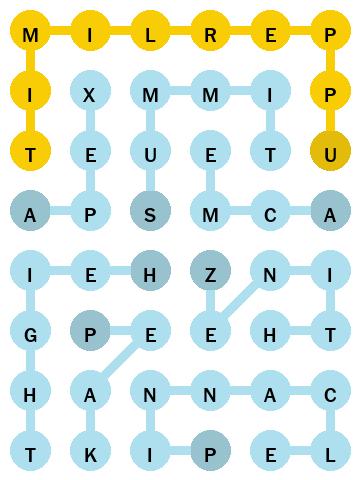 M I L R E P
I X M M I P
T E U E T U
A P S M C A
I E H Z N I
G P E E H T
H A N N A C
T K I P E L